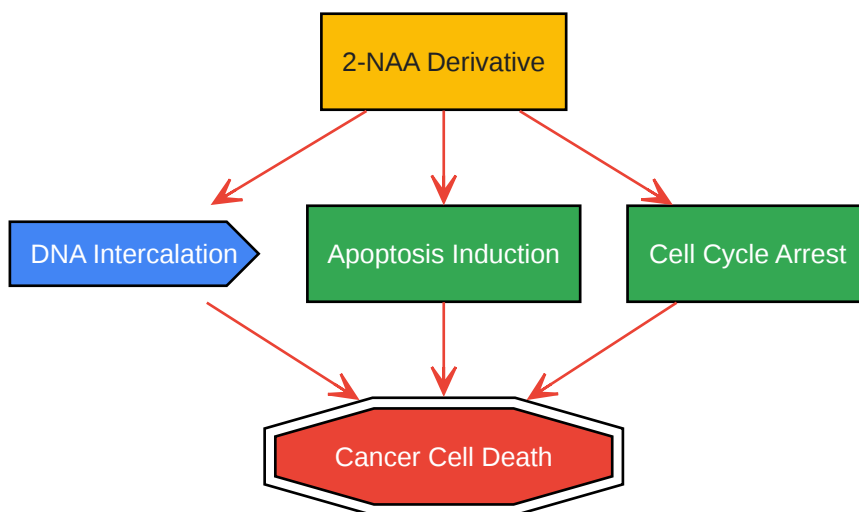 2-NAA Derivative
DNA Intercalation
Apoptosis Induction
Cell Cycle Arrest
Cancer Cell Death